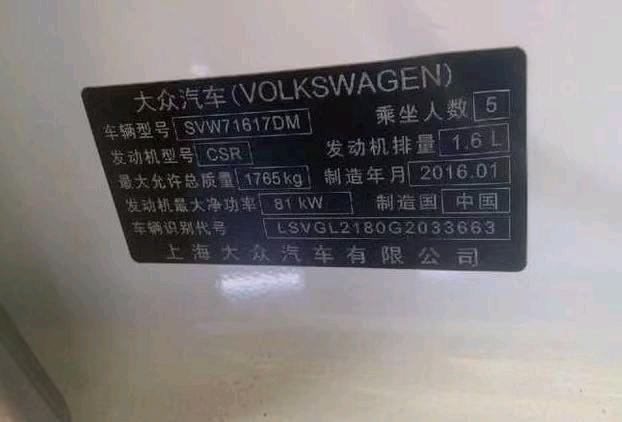 大众汽车(VOLKSWAGEN)
车辆型号 SVW71617DM 乘坐人数 5
发动机型号 CSR 发动机排量 1.6 L
最大允许总质量 1765kg 制造年月 2016.01
发动机最大净功率 81 kW 制造国 中国
车辆识别代号 LSVGL2180G2033663
上海大众汽车有限公司